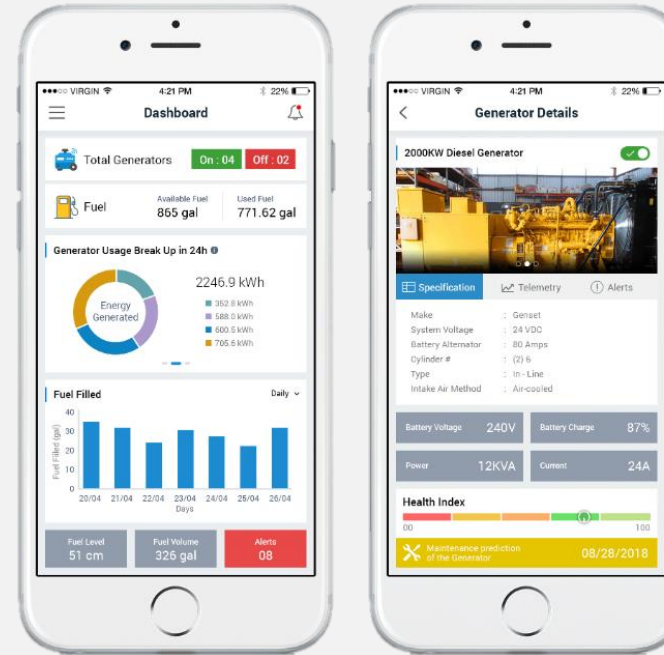 VIRGIN 4:21 PM 22%
Dashboard
Total Generators On : 04 Off : 02
Fuel
Available Fuel
865 gal
Used Fuel
771.62 gal
Generator Usage Break Up in 24h
Energy
Generated
2246.9 kWh
352.8 kWh
588.0 kWh
600.5 kWh
705.6 kWh
Fuel Filled Daily
Fuel Filled (gal)
40
30
20
10
0
20/04 21/04 22/04 23/04 24/04 25/04 26/04
Days
Fuel Level
51 cm
Fuel Volume
326 gal
Alerts
08
VIRGIN 4:21 PM 22%
Generator Details
2000KW Diesel Generator
Specification Telemetry Alerts
Make : Genset
System Voltage : 24 VDC
Battery Alternator : 80 Amps
Cylinder # : (2) 6
Type : In - Line
Intake Air Method : Air-cooled
Battery Voltage 240V
Battery Charge 87%
Power 12KVA
Current 24A
Health Index
00 100
Maintenance prediction
of the Generator
08/28/2018